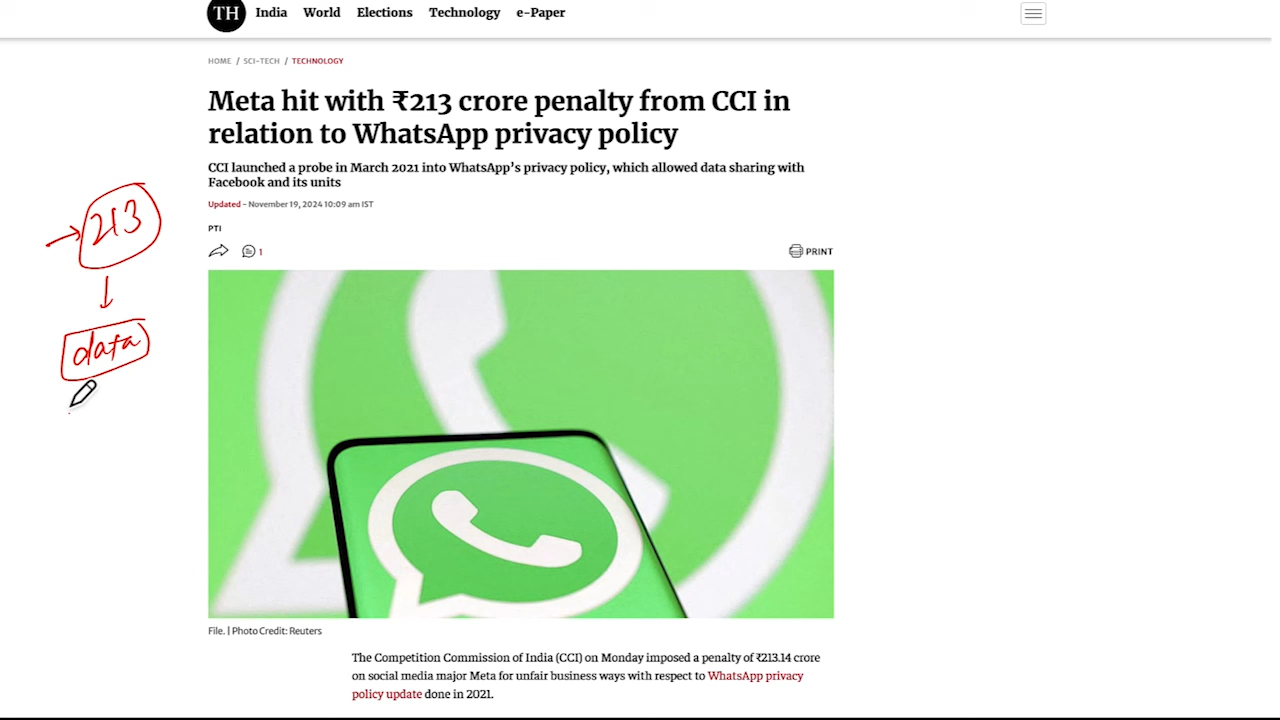 TH India World Elections Technology e-Paper
HOME / SCI-TECH / TECHNOLOGY
Meta hit with ₹213 crore penalty from CCI in
relation to WhatsApp privacy policy
CCI launched a probe in March 2021 into WhatsApp’s privacy policy, which allowed data sharing with
Facebook and its units
Updated - November 19, 2024 10:09 am IST
PTI
1 PRINT
213
data
File. | Photo Credit: Reuters
The Competition Commission of India (CCI) on Monday imposed a penalty of ₹213.14 crore
on social media major Meta for unfair business ways with respect to WhatsApp privacy
policy update done in 2021.